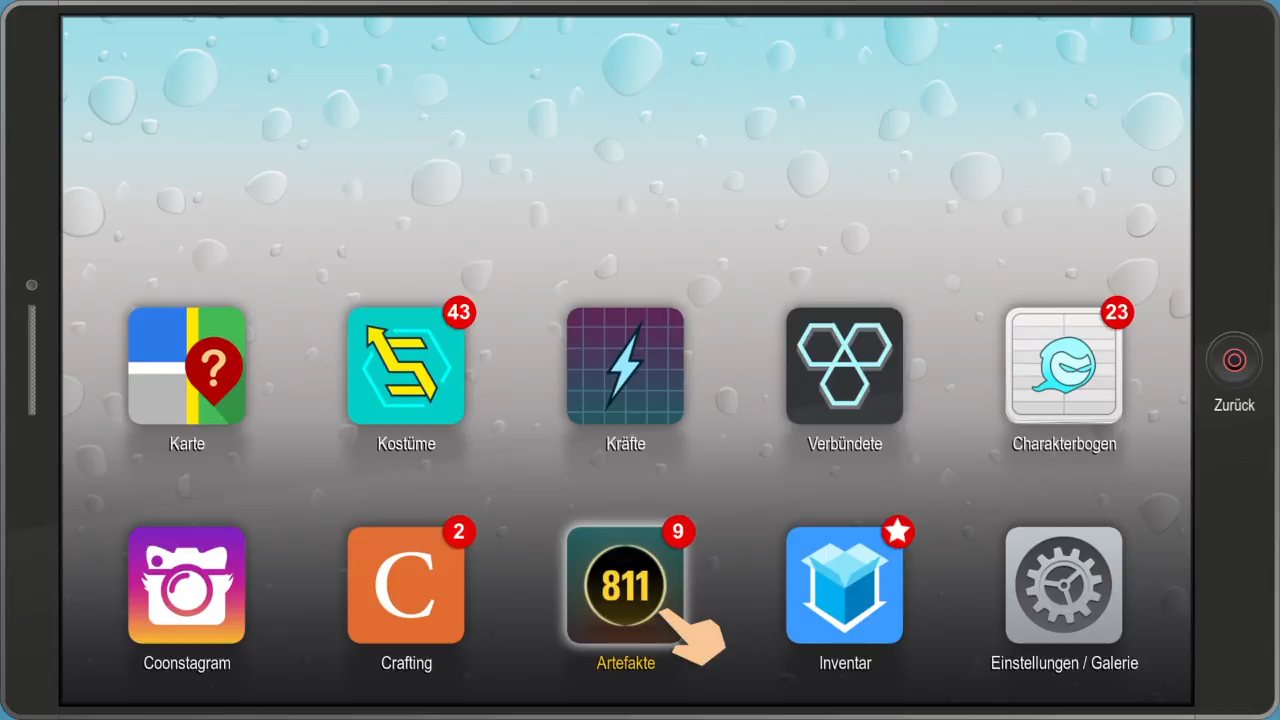 43
23
?
Karte
Kostüme
Kräfte
Verbündete
Charakterbogen
Zurück
2
9
C
811
Coonstagram
Crafting
Artefakte
Inventar
Einstellungen / Galerie